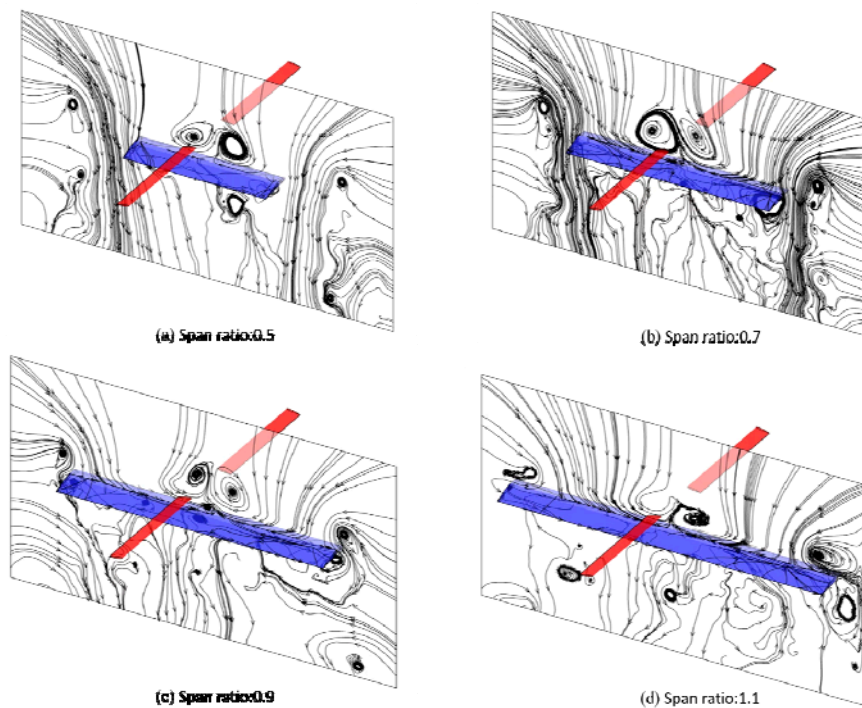 (a) Span ratio:0.5
(b) Span ratio:0.7
(c) Span ratio:0.9
(d) Span ratio:1.1